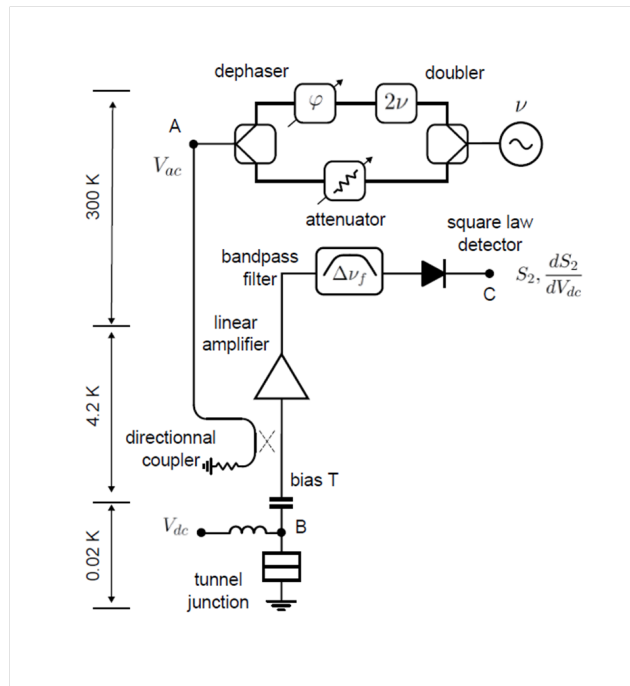 dephaser
doubler
φ
2ν
ν
A
V_ac
attenuator
300 K
square law
detector
bandpass
filter
Δν_f
S_2, dS_2/dV_dc
C
linear
amplifier
4.2 K
directionnal
coupler
bias T
V_dc
B
0.02 K
tunnel
junction